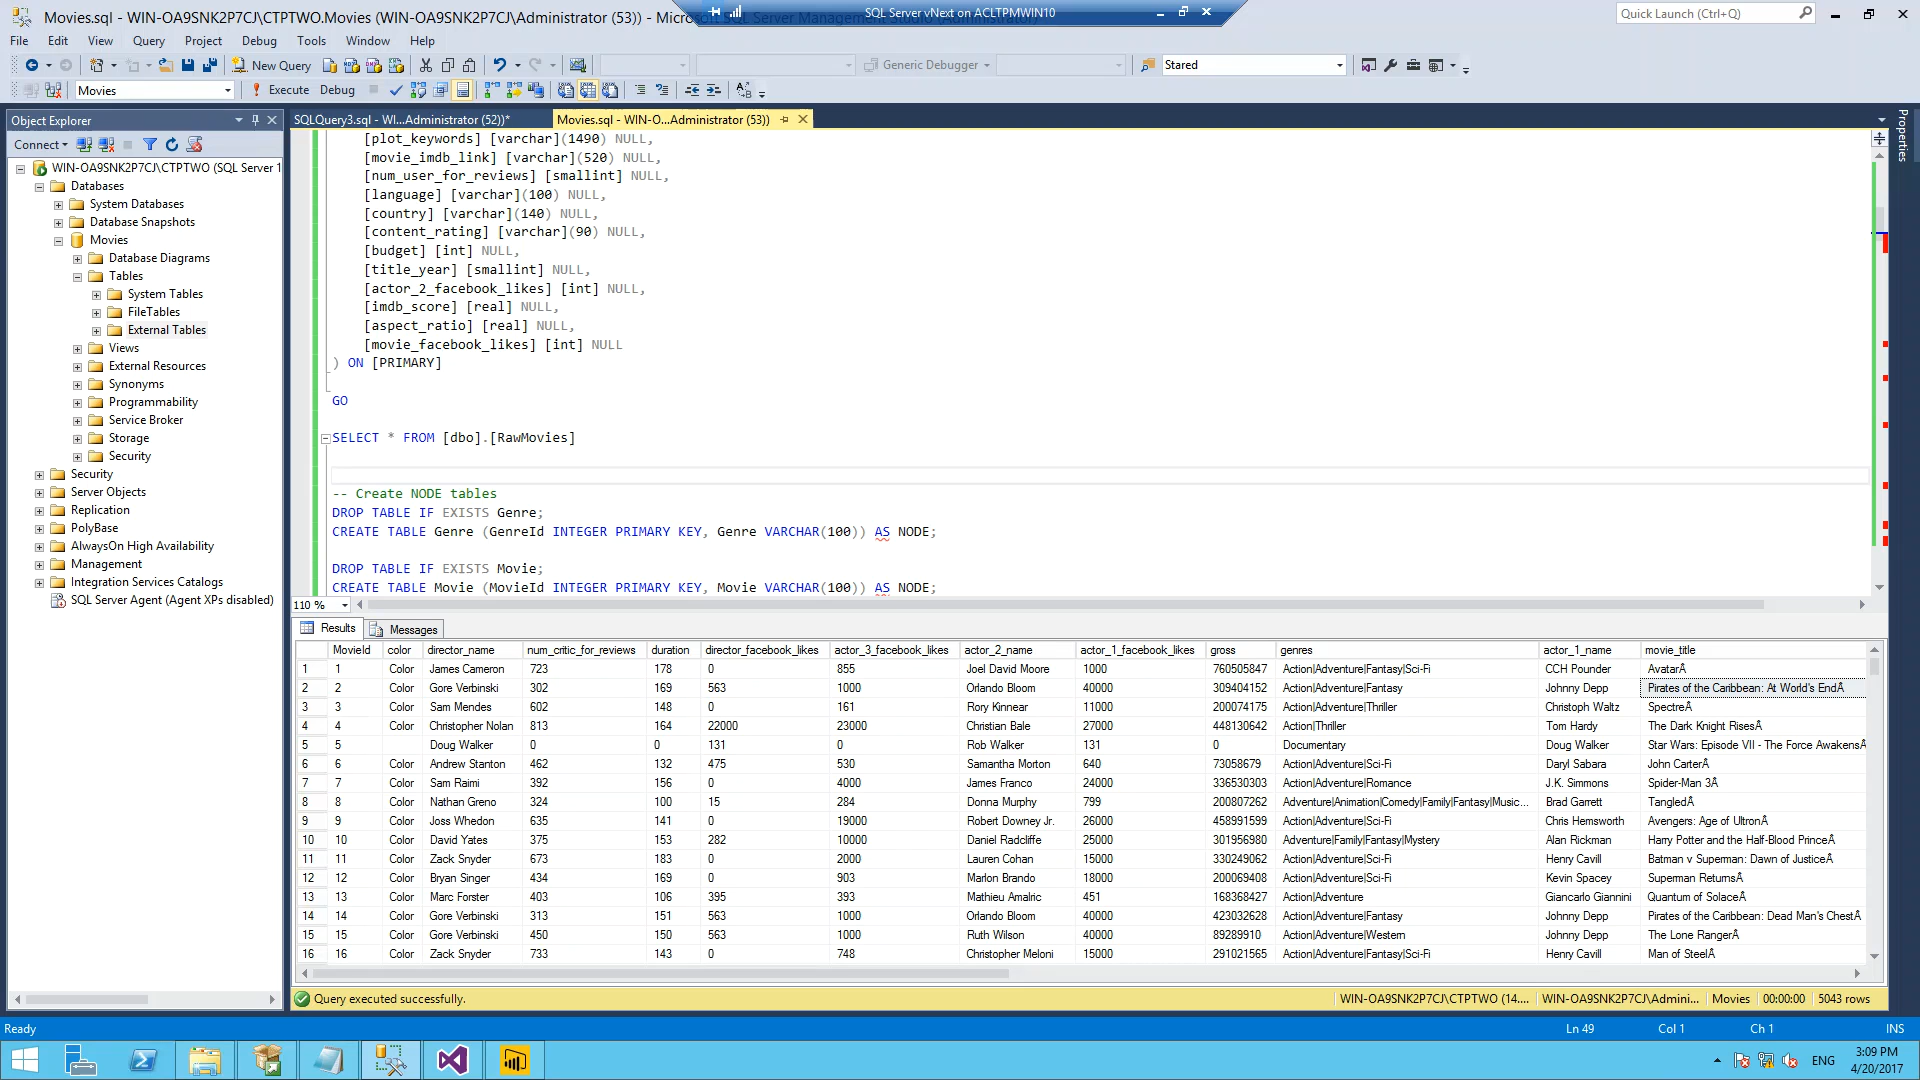 Movies.sql - WIN-OA9SNK2P7CJ\CTPTWO.Movies (WIN-OA9SNK2P7CJ\Administrator (53)) - Micros
SQL Server vNext on ACLTPMWIN10
Quick Launch (Ctrl+Q)
File Edit View Query Project Debug Tools Window Help
New Query Generic Debugger Stared
Movies Execute Debug
Object Explorer
Connect
WIN-OA9SNK2P7CJ\CTPTWO (SQL Server 1
Databases
System Databases
Database Snapshots
Movies
Database Diagrams
Tables
System Tables
FileTables
External Tables
Views
External Resources
Synonyms
Programmability
Service Broker
Storage
Security
Security
Server Objects
Replication
PolyBase
AlwaysOn High Availability
Management
Integration Services Catalogs
SQL Server Agent (Agent XPs disabled)
SQLQuery3.sql - WI...Administrator (52))* Movies.sql - WIN-O...Administrator (53))
Properties
[plot_keywords] [varchar](1490) NULL,
[movie_imdb_link] [varchar](520) NULL,
[num_user_for_reviews] [smallint] NULL,
[language] [varchar](100) NULL,
[country] [varchar](140) NULL,
[content_rating] [varchar](90) NULL,
[budget] [int] NULL,
[title_year] [smallint] NULL,
[actor_2_facebook_likes] [int] NULL,
[imdb_score] [real] NULL,
[aspect_ratio] [real] NULL,
[movie_facebook_likes] [int] NULL
) ON [PRIMARY]
GO
SELECT * FROM [dbo].[RawMovies]
-- Create NODE tables
DROP TABLE IF EXISTS Genre;
CREATE TABLE Genre (GenreId INTEGER PRIMARY KEY, Genre VARCHAR(100)) AS NODE;
DROP TABLE IF EXISTS Movie;
CREATE TABLE Movie (MovieId INTEGER PRIMARY KEY, Movie VARCHAR(100)) AS NODE;
110 %
Results Messages
MovieId color director_name num_critic_for_reviews duration director_facebook_likes actor_3_facebook_likes actor_2_name actor_1_facebook_likes gross genres actor_1_name movie_title
1 1 Color James Cameron 723 178 0 855 Joel David Moore 1000 760505847 Action|Adventure|Fantasy|Sci-Fi CCH Pounder AvatarÂ
2 2 Color Gore Verbinski 302 169 563 1000 Orlando Bloom 40000 309404152 Action|Adventure|Fantasy Johnny Depp Pirates of the Caribbean: At World's EndÂ
3 3 Color Sam Mendes 602 148 0 161 Rory Kinnear 11000 200074175 Action|Adventure|Thriller Christoph Waltz SpectreÂ
4 4 Color Christopher Nolan 813 164 22000 23000 Christian Bale 27000 448130642 Action|Thriller Tom Hardy The Dark Knight RisesÂ
5 5 Doug Walker 0 0 131 0 Rob Walker 131 0 Documentary Doug Walker Star Wars: Episode VII - The Force AwakensÂ
6 6 Color Andrew Stanton 462 132 475 530 Samantha Morton 640 73058679 Action|Adventure|Sci-Fi Daryl Sabara John CarterÂ
7 7 Color Sam Raimi 392 156 0 4000 James Franco 24000 336530303 Action|Adventure|Romance J.K. Simmons Spider-Man 3Â
8 8 Color Nathan Greno 324 100 15 284 Donna Murphy 799 200807262 Adventure|Animation|Comedy|Family|Fantasy|Music... Brad Garrett TangledÂ
9 9 Color Joss Whedon 635 141 0 19000 Robert Downey Jr. 26000 458991599 Action|Adventure|Sci-Fi Chris Hemsworth Avengers: Age of UltronÂ
10 10 Color David Yates 375 153 282 10000 Daniel Radcliffe 25000 301956980 Adventure|Family|Fantasy|Mystery Alan Rickman Harry Potter and the Half-Blood PrinceÂ
11 11 Color Zack Snyder 673 183 0 2000 Lauren Cohan 15000 330249062 Action|Adventure|Sci-Fi Henry Cavill Batman v Superman: Dawn of JusticeÂ
12 12 Color Bryan Singer 434 169 0 903 Marlon Brando 18000 200069408 Action|Adventure|Sci-Fi Kevin Spacey Superman ReturnsÂ
13 13 Color Marc Forster 403 106 395 393 Mathieu Amalric 451 168368427 Action|Adventure Giancarlo Giannini Quantum of SolaceÂ
14 14 Color Gore Verbinski 313 151 563 1000 Orlando Bloom 40000 423032628 Action|Adventure|Fantasy Johnny Depp Pirates of the Caribbean: Dead Man's ChestÂ
15 15 Color Gore Verbinski 450 150 563 1000 Ruth Wilson 40000 89289910 Action|Adventure|Western Johnny Depp The Lone RangerÂ
16 16 Color Zack Snyder 733 143 0 748 Christopher Meloni 15000 291021565 Action|Adventure|Fantasy|Sci-Fi Henry Cavill Man of SteelÂ
Query executed successfully. WIN-OA9SNK2P7CJ\CTPTWO (14.... WIN-OA9SNK2P7CJ\Admini... Movies 00:00:00 5043 rows
Ready Ln 49 Col 1 Ch 1 INS
ENG 3:09 PM
4/20/2017